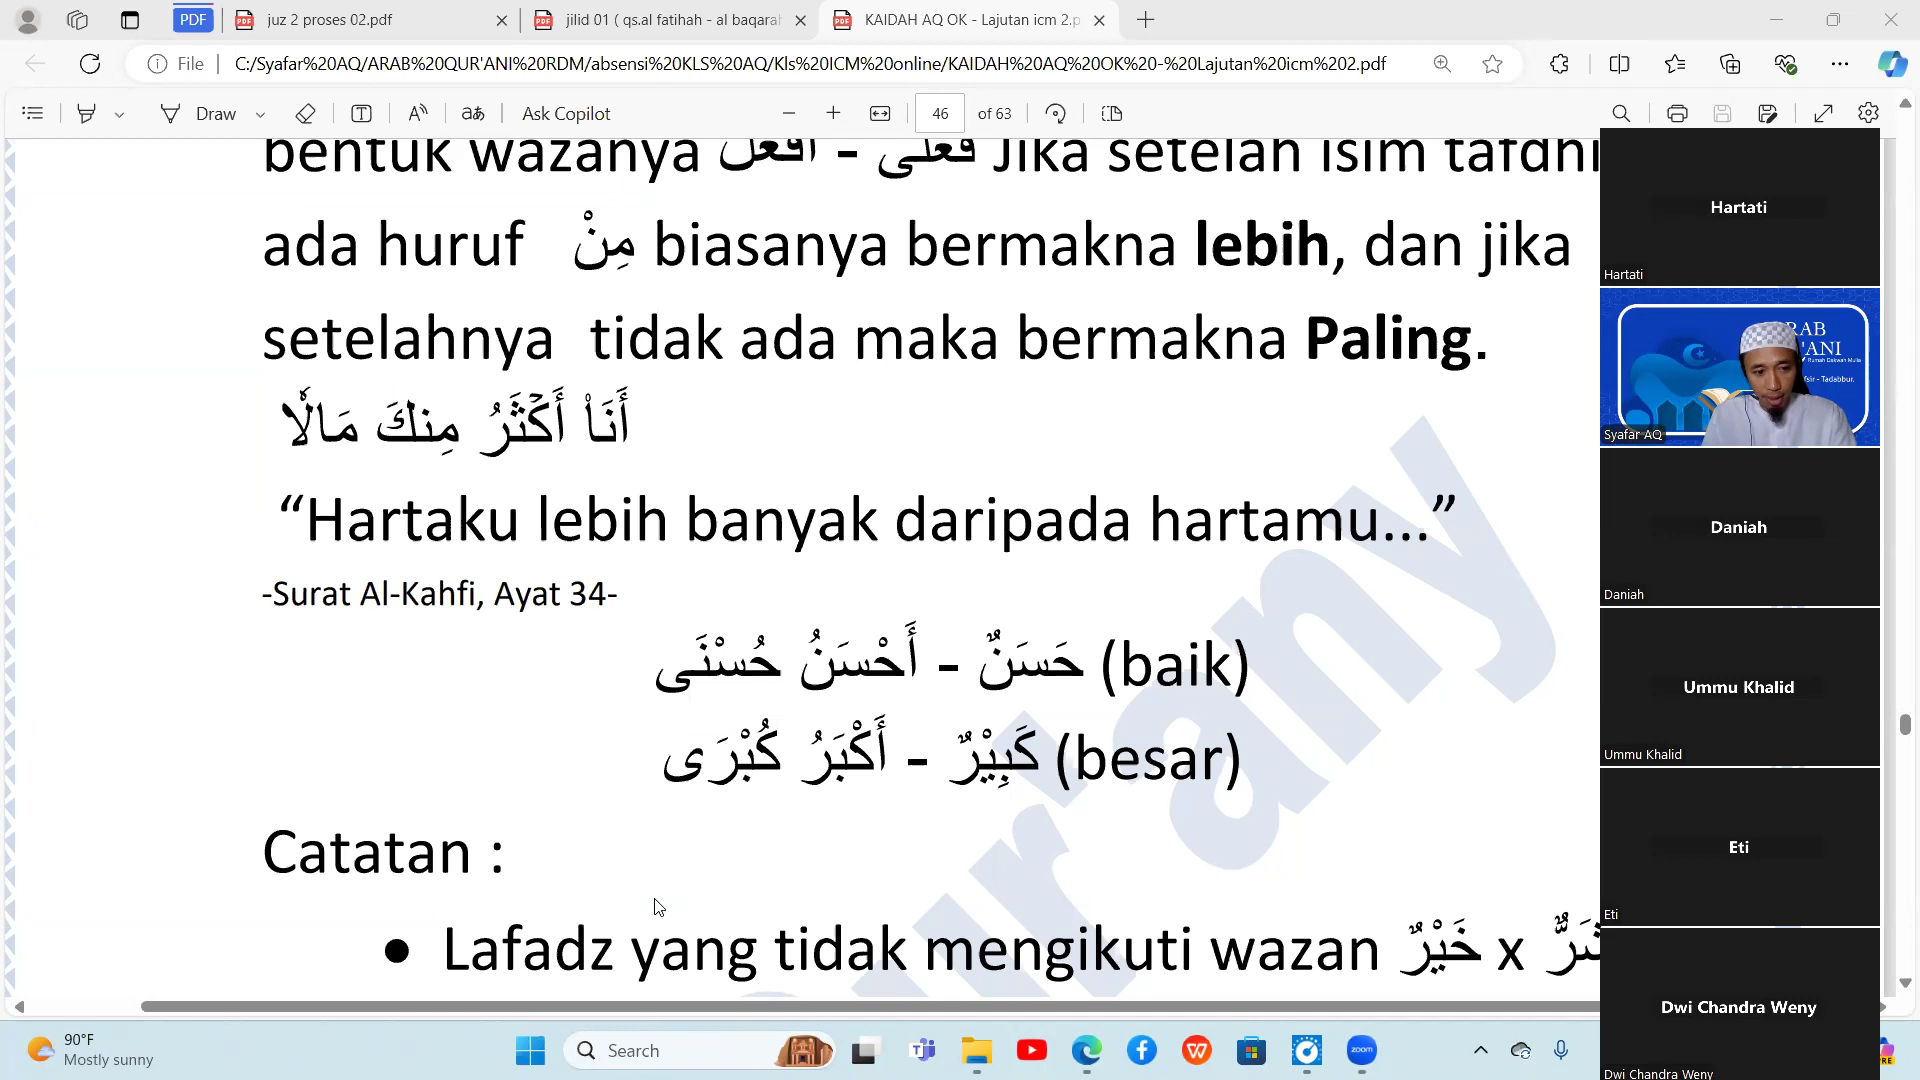 PDF
juz 2 proses 02.pdf
jilid 01 ( qs.al fatihah - al baqarah
KAIDAH AQ OK - Lajutan icm 2.p
File
C:/Syafar%20AQ/ARAB%20QUR'ANI%20RDM/absensi%20KLS%20AQ/Kls%20ICM%20online/KAIDAH%20AQ%20OK%20-%20Lajutan%20icm%202.pdf
Draw
Ask Copilot
46 of 63
bentuk wazanya أفعل - فعلى Jika setelah isim tafdhi
ada huruf مِنْ biasanya bermakna lebih, dan jika
setelahnya tidak ada maka bermakna Paling.
أَنَا۠ أَكْثَرُ مِنكَ مَالًا
“Hartaku lebih banyak daripada hartamu...”
-Surat Al-Kahfi, Ayat 34-
حَسَنٌ - أَحْسَنُ حُسْنَى (baik)
كَبِيْرٌ - أَكْبَرُ كُبْرَى (besar)
Catatan :
• Lafadz yang tidak mengikuti wazan خَيْرٌ x شَرٌّ
Hartati
Hartati
Syafar AQ
Daniah
Daniah
Ummu Khalid
Ummu Khalid
Eti
Eti
Dwi Chandra Weny
Dwi Chandra Weny
90°F
Mostly sunny
Search
zoom